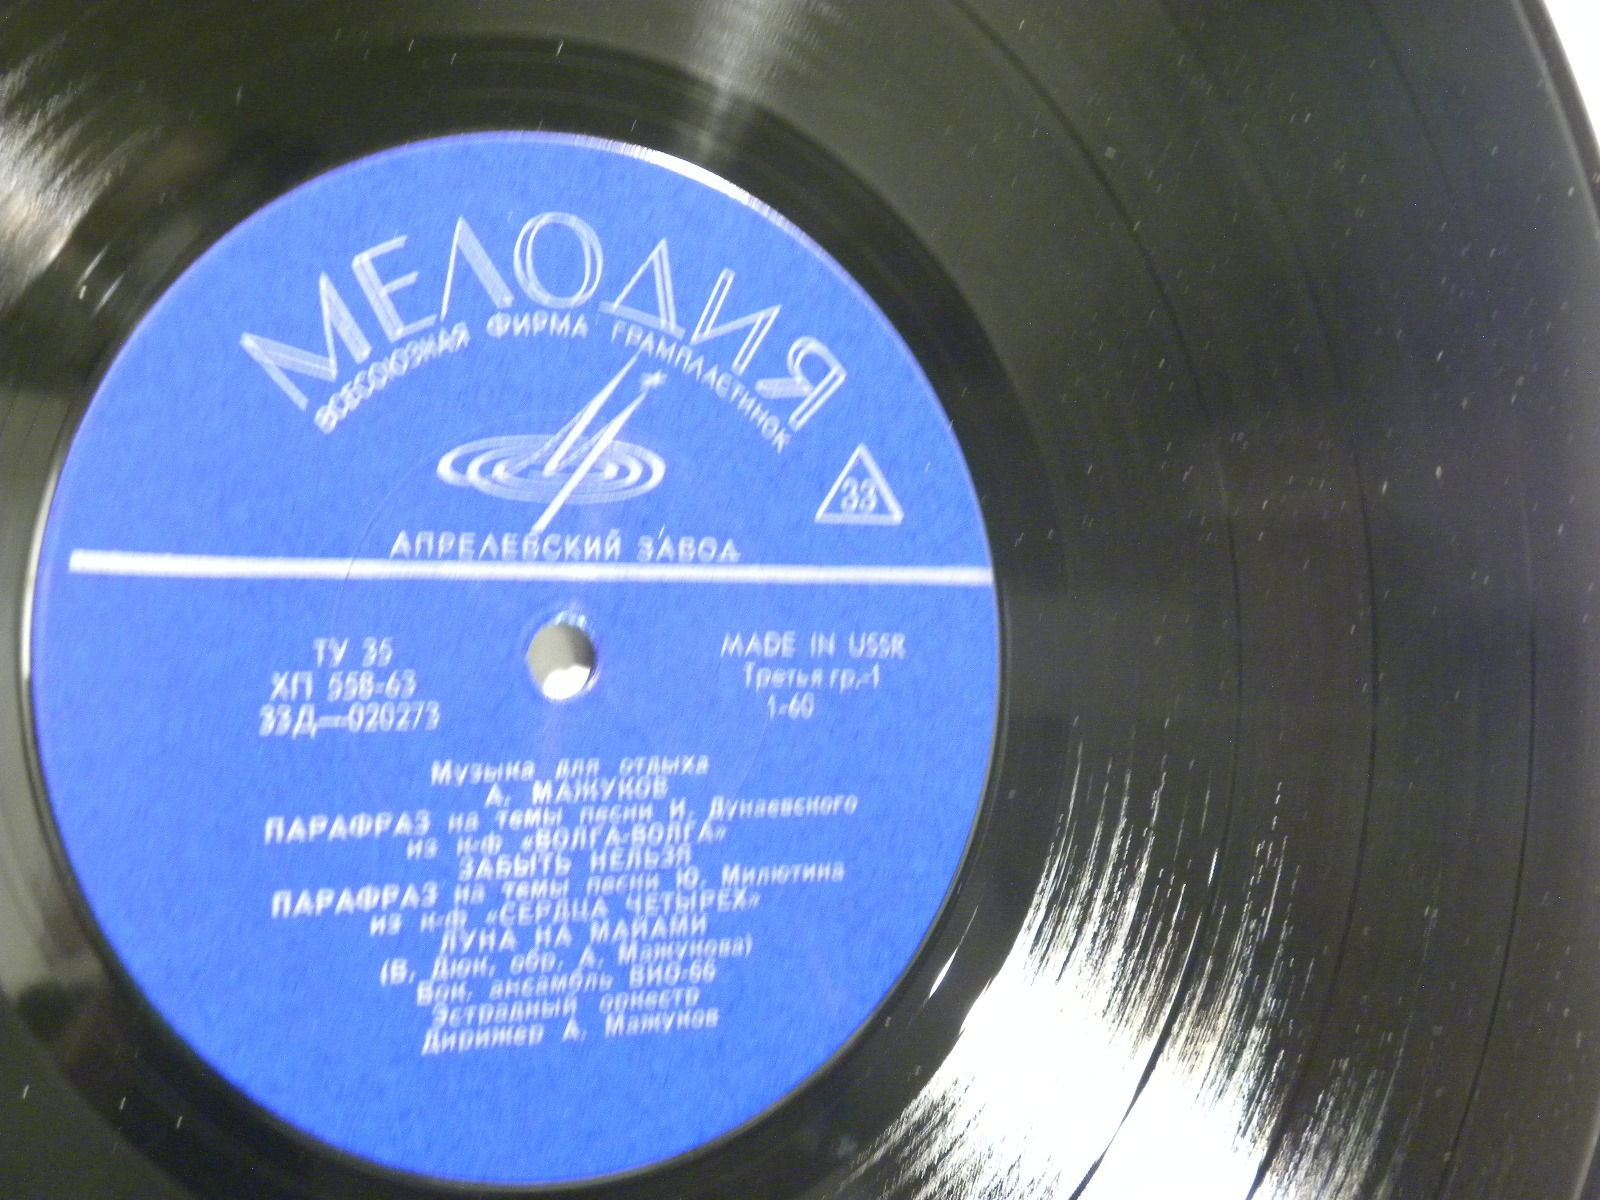 МЕЛОДИЯ
ВСЕСОЮЗНАЯ ФИРМА ГРАМПЛАСТИНОК
33
АПРЕЛЕВСКИЙ ЗАВОД
ТУ 35
ХП 558-63
33Д—020273
MADE IN USSR
Третья гр.-1
1-60
Музыка для отдыха
А. МАЖУКОВ
ПАРАФРАЗ на темы песни И. Дунаевского
из к-ф «ВОЛГА-ВОЛГА»
ЗАБЫТЬ НЕЛЬЗЯ
ПАРАФРАЗ на темы песни Ю. Милютина
из к-ф «СЕРДЦА ЧЕТЫРЕХ»
ЛУНА НА МАЙАМИ
(В. Дюк, обр. А. Мажукова)
Вок. ансамбль ВИО-66
Эстрадный оркестр
Дирижер А. Мажуков